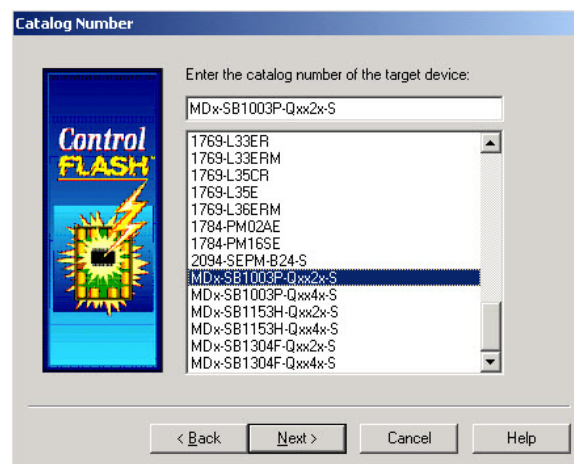 Catalog Number
Enter the catalog number of the target device:
MDx-SB1003P-Qxx2x-S
Control
FLASH
1769-L33ER
1769-L33ERM
1769-L35CR
1769-L35E
1769-L36ERM
1784-PM02AE
1784-PM16SE
2094-SEPM-B24-S
MDx-SB1003P-Qxx2x-S
MDx-SB1003P-Qxx4x-S
MDx-SB1153H-Qxx2x-S
MDx-SB1153H-Qxx4x-S
MDx-SB1304F-Qxx2x-S
MDx-SB1304F-Qxx4x-S
< Back
Next >
Cancel
Help